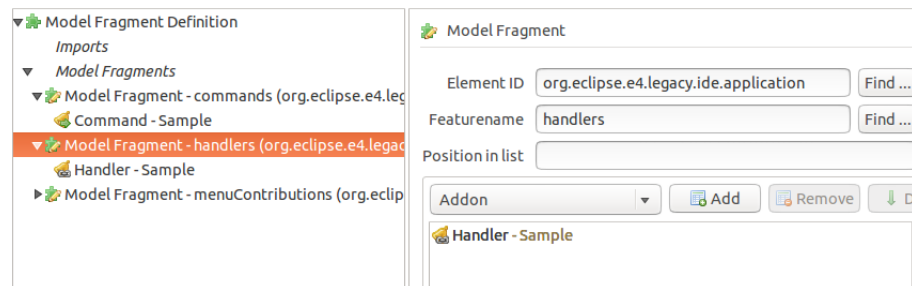 Model Fragment Definition
Imports
Model Fragments
Model Fragment - commands (org.eclipse.e4.leg
Command - Sample
Model Fragment - handlers (org.eclipse.e4.legac
Handler - Sample
Model Fragment - menuContributions (org.eclip
Model Fragment
Element ID org.eclipse.e4.legacy.ide.application Find ...
Featurename handlers Find ...
Position in list
Addon Add Remove D
Handler - Sample